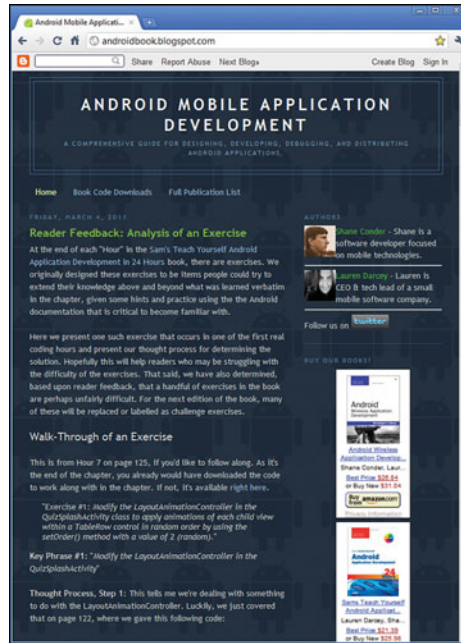 Android Mobile Applicati...
androidbook.blogspot.com
Share Report Abuse Next Blog» Create Blog Sign In
ANDROID MOBILE APPLICATION
DEVELOPMENT
A COMPREHENSIVE GUIDE FOR DESIGNING, DEVELOPING, DEBUGGING, AND DISTRIBUTING
ANDROID APPLICATIONS.
Home Book Code Downloads Full Publication List
FRIDAY, MARCH 4, 2011
Reader Feedback: Analysis of an Exercise
At the end of each "Hour" in the Sam's Teach Yourself Android
Application Development in 24 Hours book, there are exercises. We
originally designed these exercises to be items people could try to
extend their knowledge above and beyond what was learned verbatim
in the chapter, given some hints and practice using the the Android
documentation that is critical to become familiar with.
Here we present one such exercise that occurs in one of the first real
coding hours and present our thought process for determining the
solution. Hopefully this will help readers who may be struggling with
the difficulty of the exercises. That said, we have also determined,
based upon reader feedback, that a handful of exercises in the book
are perhaps unfairly difficult. For the next edition of the book, many
of these will be replaced or labelled as challenge exercises.
Walk-Through of an Exercise
This is from Hour 7 on page 125, if you'd like to follow along. As it's
the end of the chapter, you already would have downloaded the code
to work along with in the chapter. If not, it's available right here.
"Exercise #1: Modify the LayoutAnimationController in the
QuizSplashActivity class to apply animations of each child view
within a TableRow control in random order by using the
setOrder() method with a value of 2 (random)."
Key Phrase #1: "Modify the LayoutAnimationController in the
QuizSplashActivity"
Thought Process, Step 1: This tells me we're dealing with something
to do with the LayoutAnimationController. Luckily, we just covered
that on page 122, where we gave this following code:
AUTHORS
Shane Conder - Shane is a
software developer focused
on mobile technologies.
Lauren Darcey - Lauren is
CEO & tech lead of a small
mobile software company.
Follow us on twitter
BUY OUR BOOKS!
Android
Wireless Application
Development
Android Wireless
Application Develop...
Shane Conder, Laur...
Best Price $26.64
or Buy New $31.04
Buy from amazon.com
Privacy Information
Android
Application Development
24
Sams Teach Yourself
Android Applicat...
Lauren Darcey, Sha...
Best Price $21.39
or Buy New $25.98